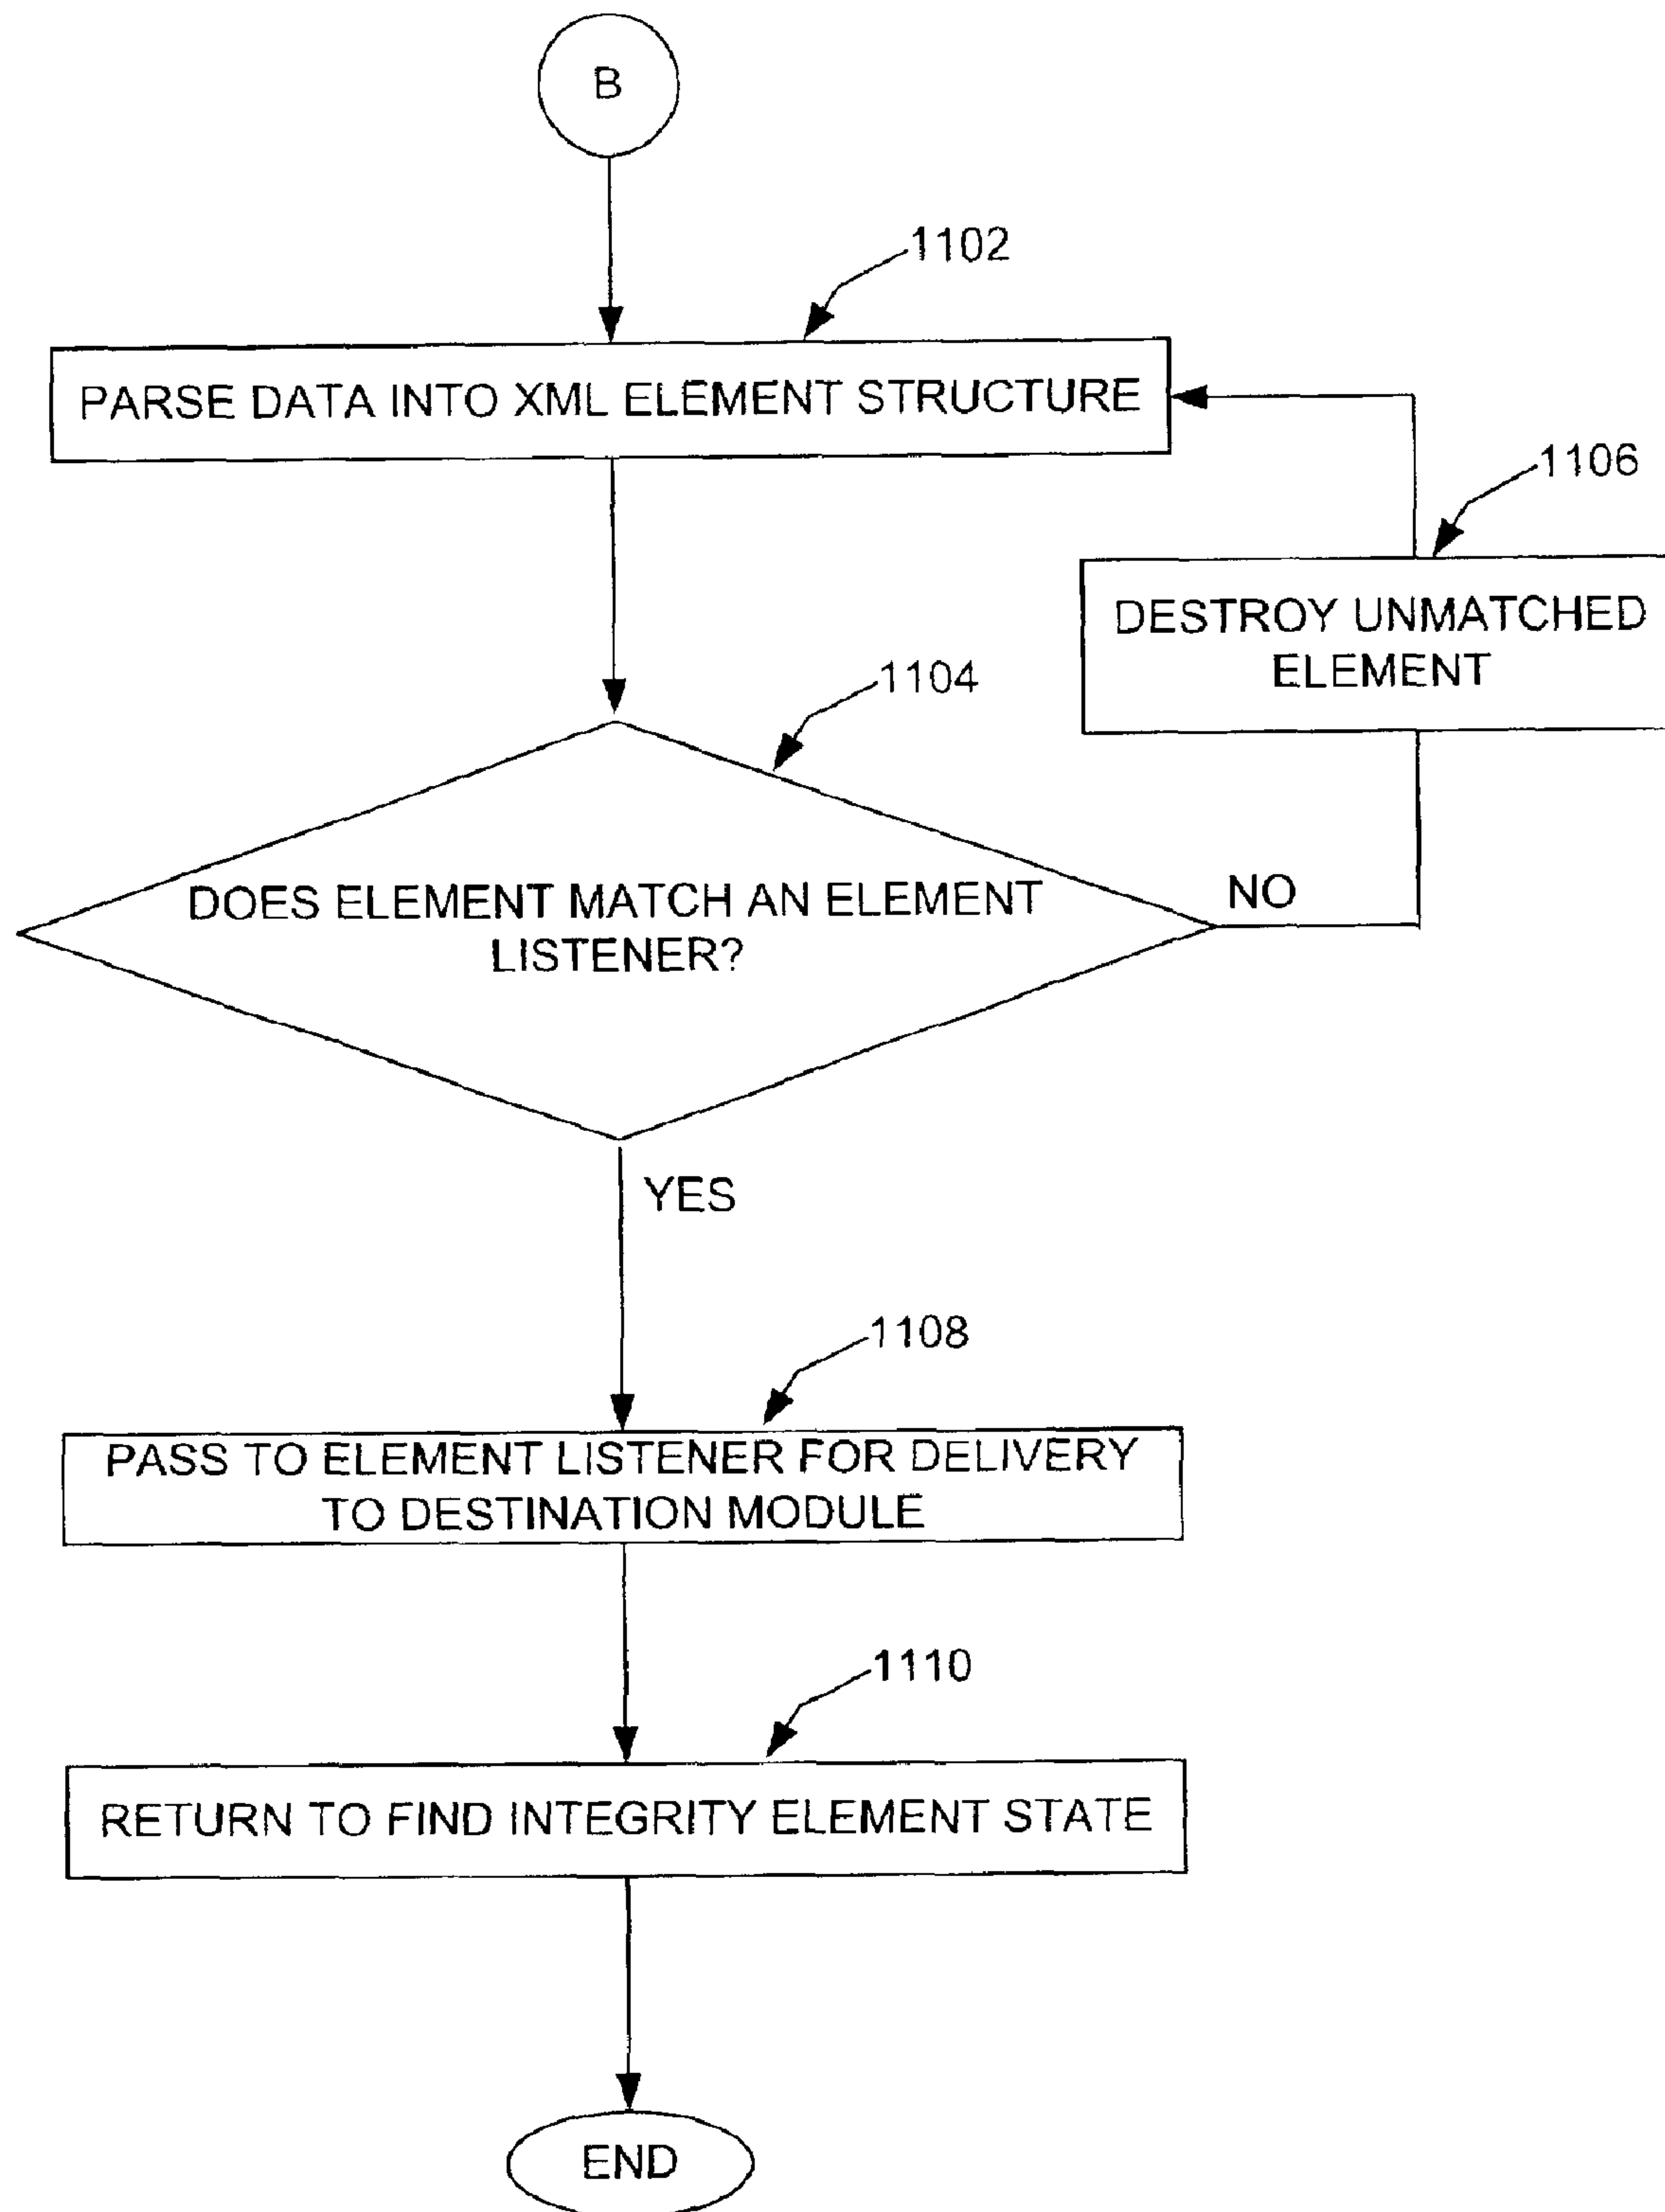 B
1102
PARSE DATA INTO XML ELEMENT STRUCTURE
1106
DESTROY UNMATCHED
ELEMENT
1104
DOES ELEMENT MATCH AN ELEMENT
LISTENER?
NO
YES
1108
PASS TO ELEMENT LISTENER FOR DELIVERY
TO DESTINATION MODULE
1110
RETURN TO FIND INTEGRITY ELEMENT STATE
END